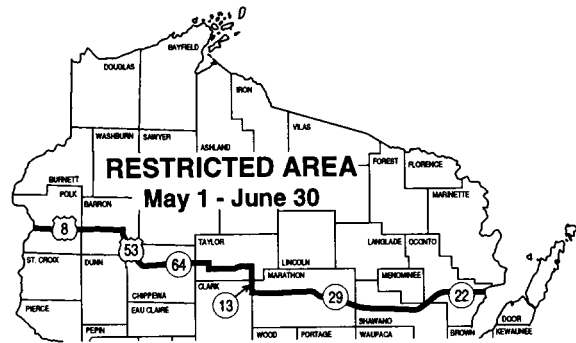 BAYFIELD
DOUGLAS
IRON
VILAS
WASHBURN
SAWYER
ASHLAND
FOREST
FLORENCE
RESTRICTED AREA
May 1 - June 30
BURNETT
POLK
BARRON
MARINETTE
8
53
64
TAYLOR
LINCOLN
LANGLADE
OCONTO
ST. CROIX
DUNN
CHIPPEWA
CLARK
MARATHON
MENOMINEE
13
29
22
PIERCE
PEPIN
EAU CLAIRE
WOOD
PORTAGE
SHAWANO
WAUPACA
BROWN
DOOR
KEWAUNEE